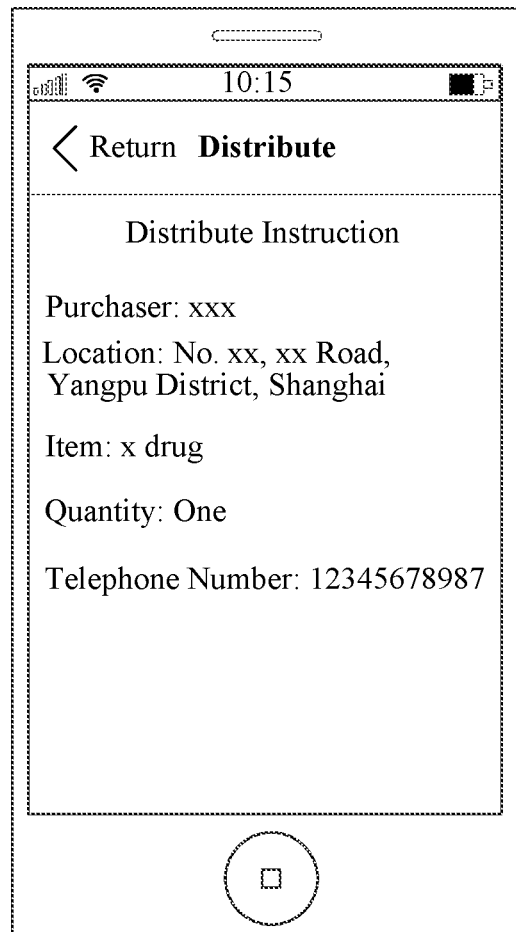 10:15
Return Distribute
Distribute Instruction
Purchaser: xxx
Location: No. xx, xx Road,
Yangpu District, Shanghai
Item: x drug
Quantity: One
Telephone Number: 12345678987